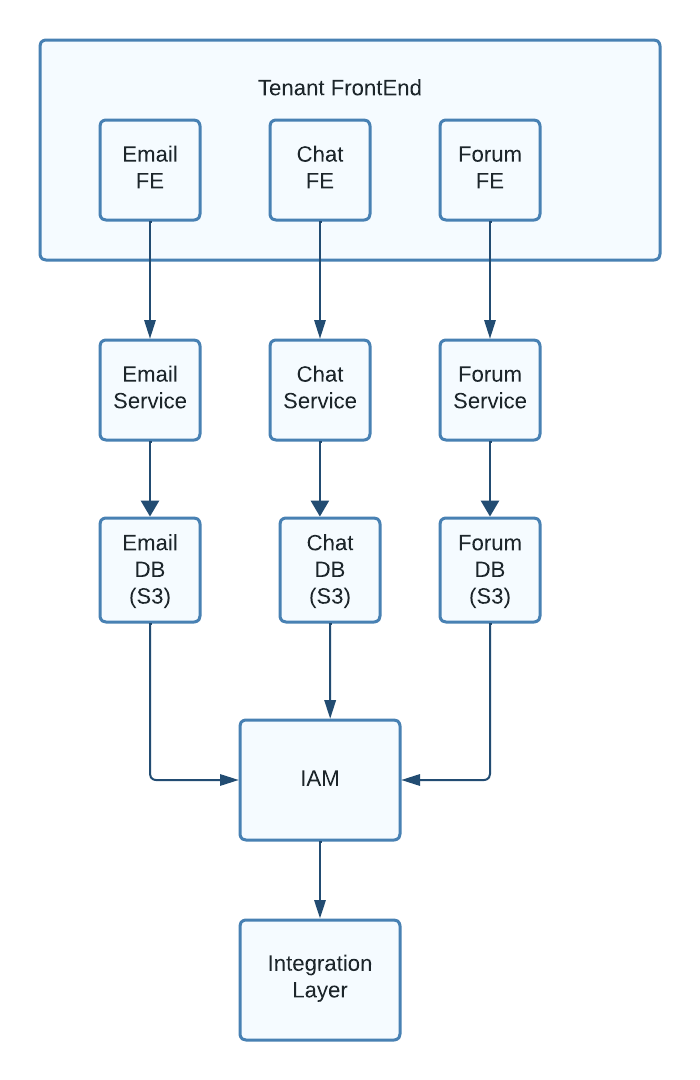 Tenant FrontEnd
Email
FE
Chat
FE
Forum
FE
Email
Service
Chat
Service
Forum
Service
Email
DB
(S3)
Chat
DB
(S3)
Forum
DB
(S3)
IAM
Integration
Layer